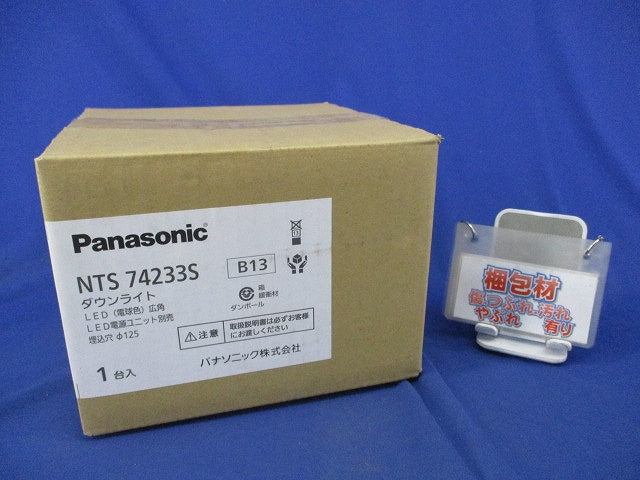 Panasonic
NTS 74233S
B13
ダウンライト
LED（電球色）広角
LED電源ユニット別売
埋込穴 φ125
箱
緩衝材
ダンボール
注意
取扱説明書は必ずお客様
にお渡しください
パナソニック株式会社
1台入
梱包材
傷・つぶれ・汚れ
やぶれ 有り